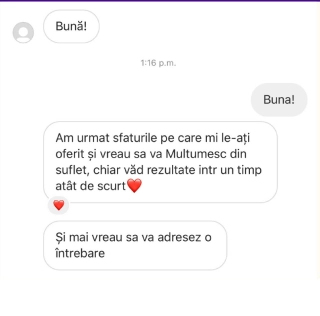 Bună!
1:16 p.m.
Buna!
Am urmat sfaturile pe care mi le-ați
oferit și vreau sa va Multumesc din
suflet, chiar văd rezultate intr un timp
atât de scurt❤️
❤️
Și mai vreau sa va adresez o
întrebare